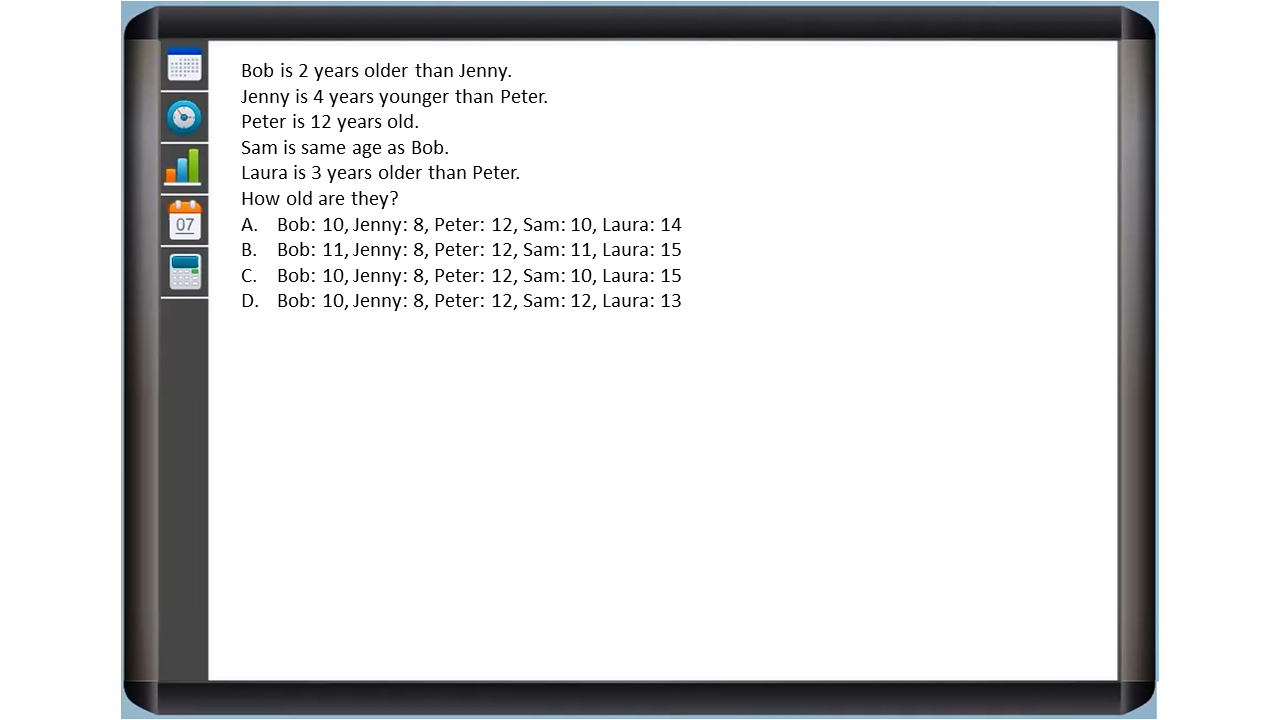 Bob is 2 years older than Jenny.
Jenny is 4 years younger than Peter.
Peter is 12 years old.
Sam is same age as Bob.
Laura is 3 years older than Peter.
How old are they?
A. Bob: 10, Jenny: 8, Peter: 12, Sam: 10, Laura: 14
B. Bob: 11, Jenny: 8, Peter: 12, Sam: 11, Laura: 15
C. Bob: 10, Jenny: 8, Peter: 12, Sam: 10, Laura: 15
D. Bob: 10, Jenny: 8, Peter: 12, Sam: 12, Laura: 13
07